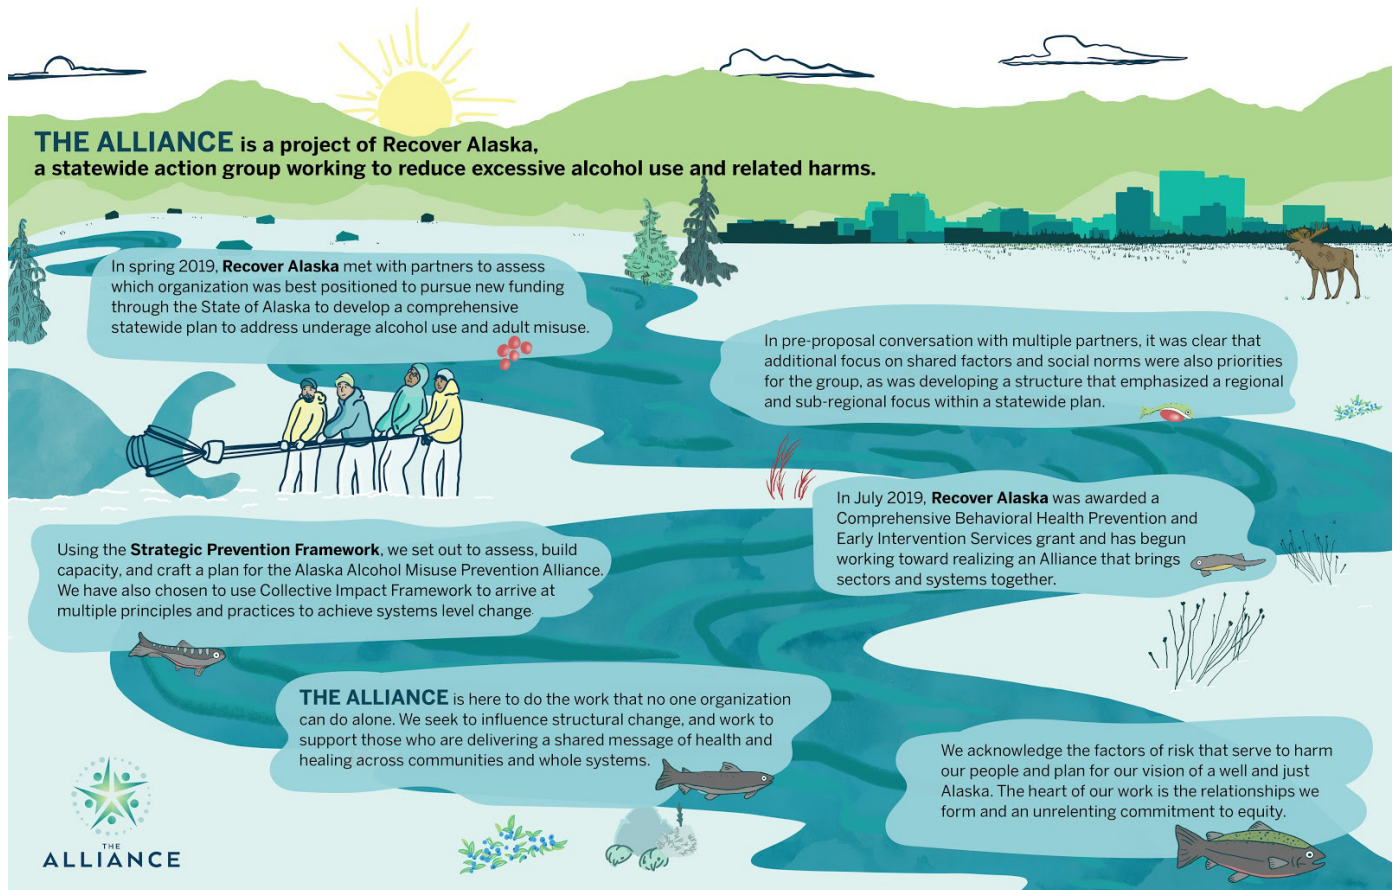 THE ALLIANCE is a project of Recover Alaska,
a statewide action group working to reduce excessive alcohol use and related harms.
In spring 2019, Recover Alaska met with partners to assess
which organization was best positioned to pursue new funding
through the State of Alaska to develop a comprehensive
statewide plan to address underage alcohol use and adult misuse.
In pre-proposal conversation with multiple partners, it was clear that
additional focus on shared factors and social norms were also priorities
for the group, as was developing a structure that emphasized a regional
and sub-regional focus within a statewide plan.
In July 2019, Recover Alaska was awarded a
Comprehensive Behavioral Health Prevention and
Early Intervention Services grant and has begun
working toward realizing an Alliance that brings
sectors and systems together.
Using the Strategic Prevention Framework, we set out to assess, build
capacity, and craft a plan for the Alaska Alcohol Misuse Prevention Alliance.
We have also chosen to use Collective Impact Framework to arrive at
multiple principles and practices to achieve systems level change.
THE ALLIANCE is here to do the work that no one organization
can do alone. We seek to influence structural change, and work to
support those who are delivering a shared message of health and
healing across communities and whole systems.
We acknowledge the factors of risk that serve to harm
our people and plan for our vision of a well and just
Alaska. The heart of our work is the relationships we
form and an unrelenting commitment to equity.
THE
ALLIANCE